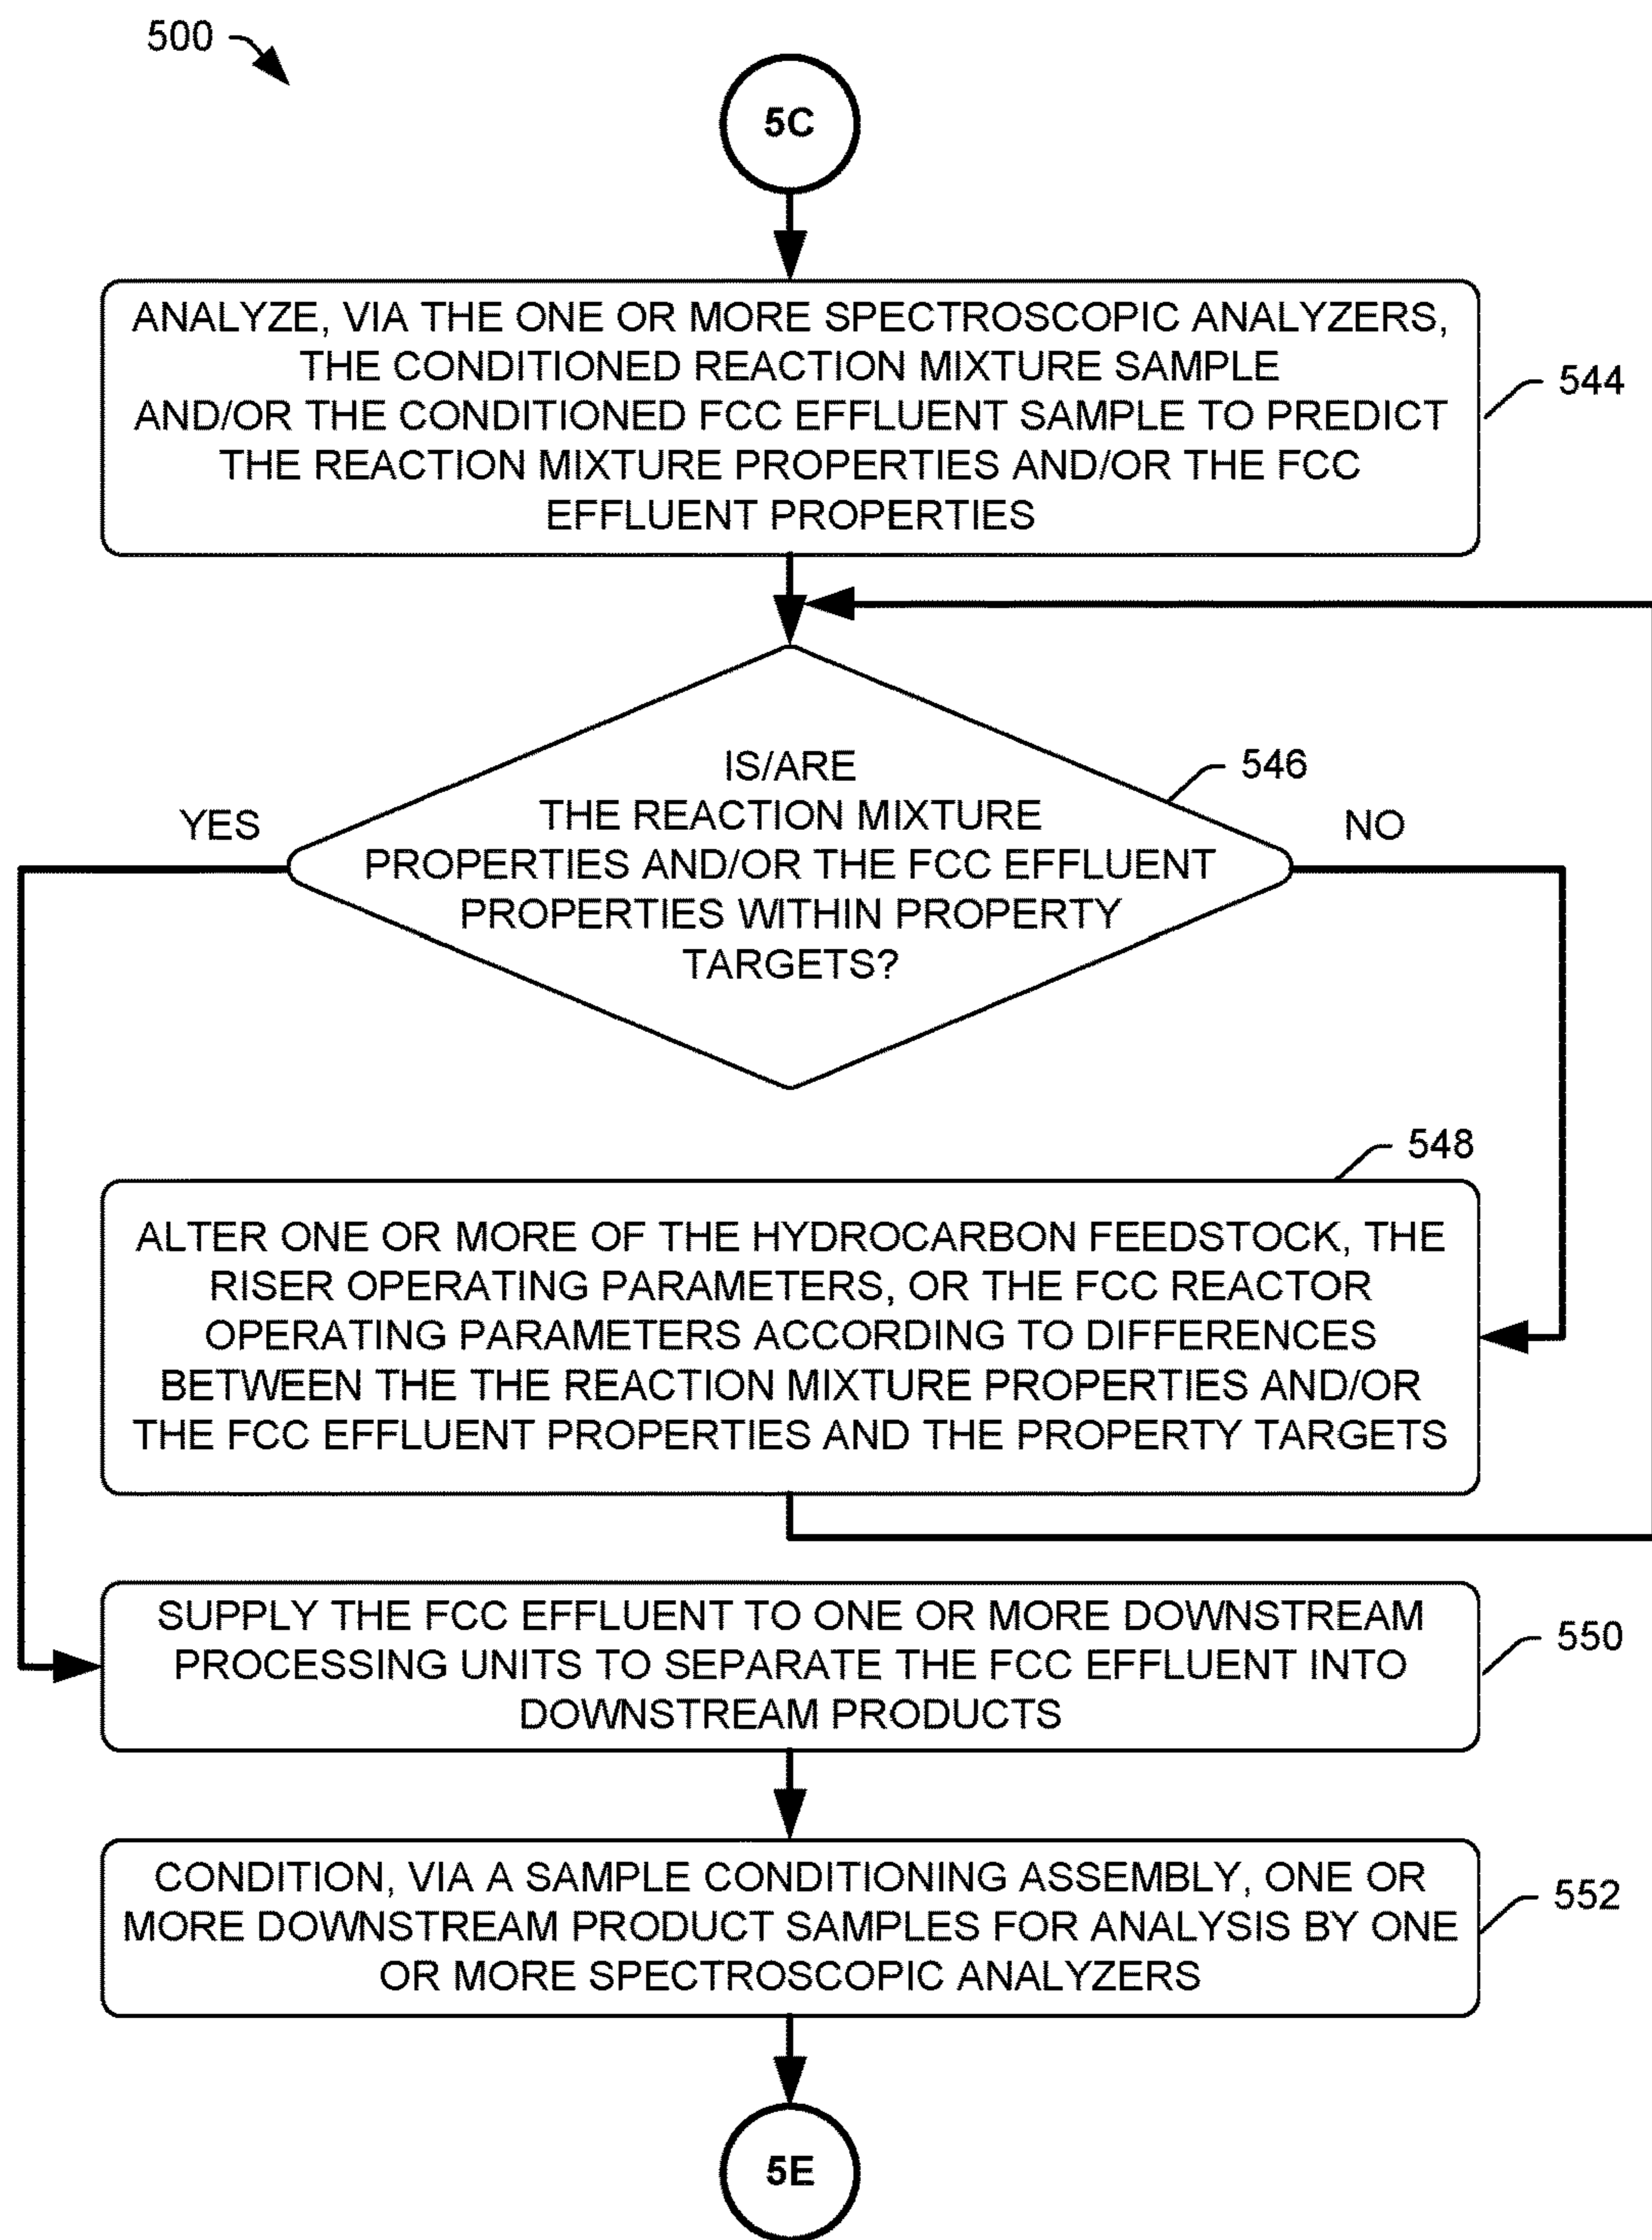 500
5C
ANALYZE, VIA THE ONE OR MORE SPECTROSCOPIC ANALYZERS,
THE CONDITIONED REACTION MIXTURE SAMPLE
AND/OR THE CONDITIONED FCC EFFLUENT SAMPLE TO PREDICT
THE REACTION MIXTURE PROPERTIES AND/OR THE FCC
EFFLUENT PROPERTIES
544
IS/ARE
THE REACTION MIXTURE
PROPERTIES AND/OR THE FCC EFFLUENT
PROPERTIES WITHIN PROPERTY
TARGETS?
546
YES
NO
548
ALTER ONE OR MORE OF THE HYDROCARBON FEEDSTOCK, THE
RISER OPERATING PARAMETERS, OR THE FCC REACTOR
OPERATING PARAMETERS ACCORDING TO DIFFERENCES
BETWEEN THE THE REACTION MIXTURE PROPERTIES AND/OR
THE FCC EFFLUENT PROPERTIES AND THE PROPERTY TARGETS
SUPPLY THE FCC EFFLUENT TO ONE OR MORE DOWNSTREAM
PROCESSING UNITS TO SEPARATE THE FCC EFFLUENT INTO
DOWNSTREAM PRODUCTS
550
CONDITION, VIA A SAMPLE CONDITIONING ASSEMBLY, ONE OR
MORE DOWNSTREAM PRODUCT SAMPLES FOR ANALYSIS BY ONE
OR MORE SPECTROSCOPIC ANALYZERS
552
5E